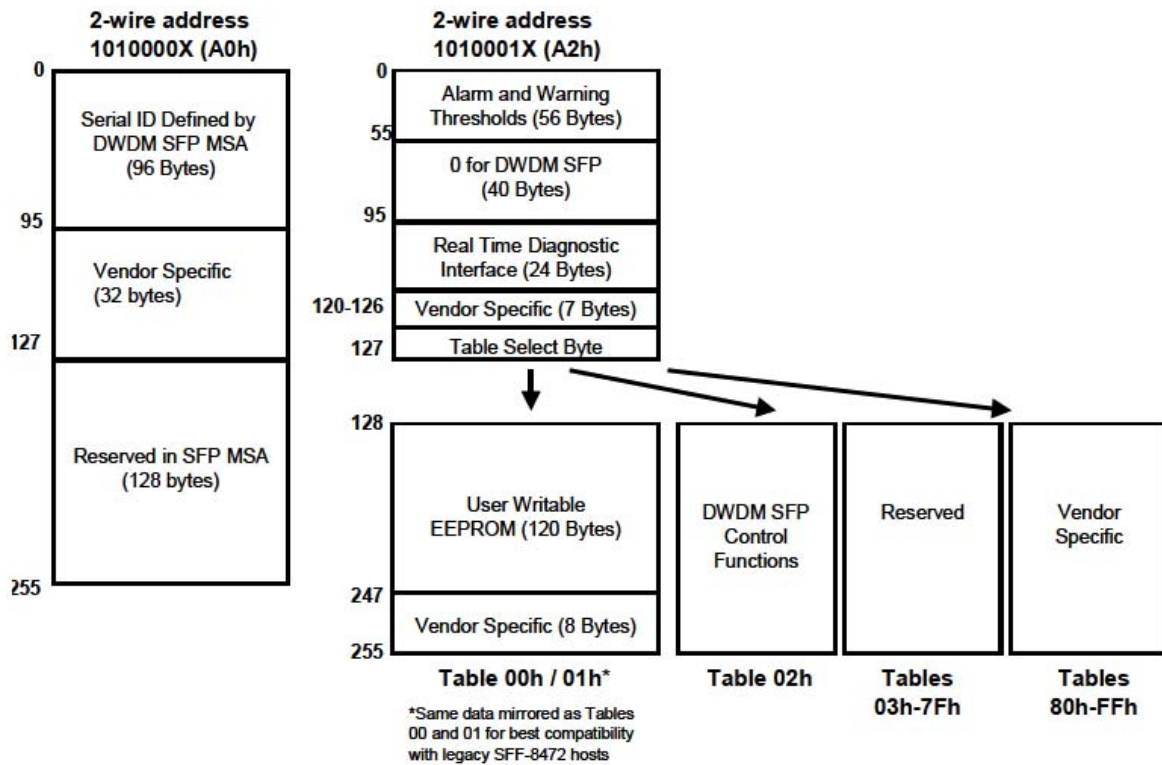 2-wire address
1010000X (A0h)
0
Serial ID Defined by
DWDM SFP MSA
(96 Bytes)
95
Vendor Specific
(32 bytes)
127
Reserved in SFP MSA
(128 bytes)
255
2-wire address
1010001X (A2h)
0
Alarm and Warning
Thresholds (56 Bytes)
55
0 for DWDM SFP
(40 Bytes)
95
Real Time Diagnostic
Interface (24 Bytes)
120-126
Vendor Specific (7 Bytes)
127
Table Select Byte
128
User Writable
EEPROM (120 Bytes)
247
Vendor Specific (8 Bytes)
255
Table 00h / 01h*
*Same data mirrored as Tables
00 and 01 for best compatibility
with legacy SFF-8472 hosts
DWDM SFP
Control
Functions
Table 02h
Reserved
Tables
03h-7Fh
Vendor
Specific
Tables
80h-FFh